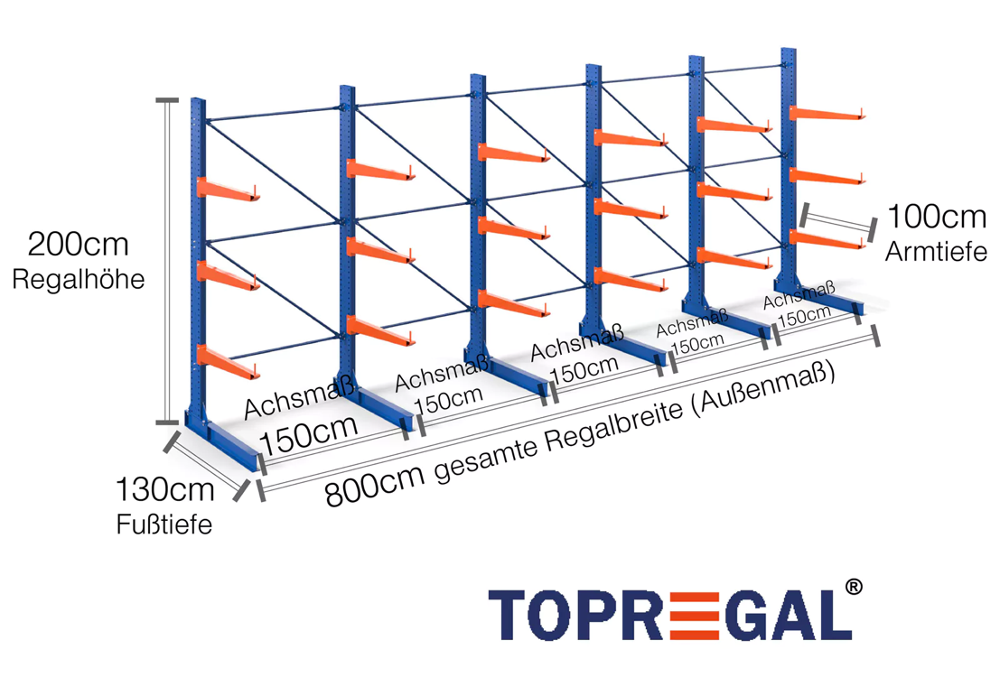 200cm
Regalhöhe
100cm
Armtiefe
Achsmaß
150cm
Achsmaß
150cm
Achsmaß
150cm
Achsmaß
150cm
Achsmaß
150cm
800cm gesamte Regalbreite (Außenmaß)
130cm
Fußtiefe
TOPREGAL®